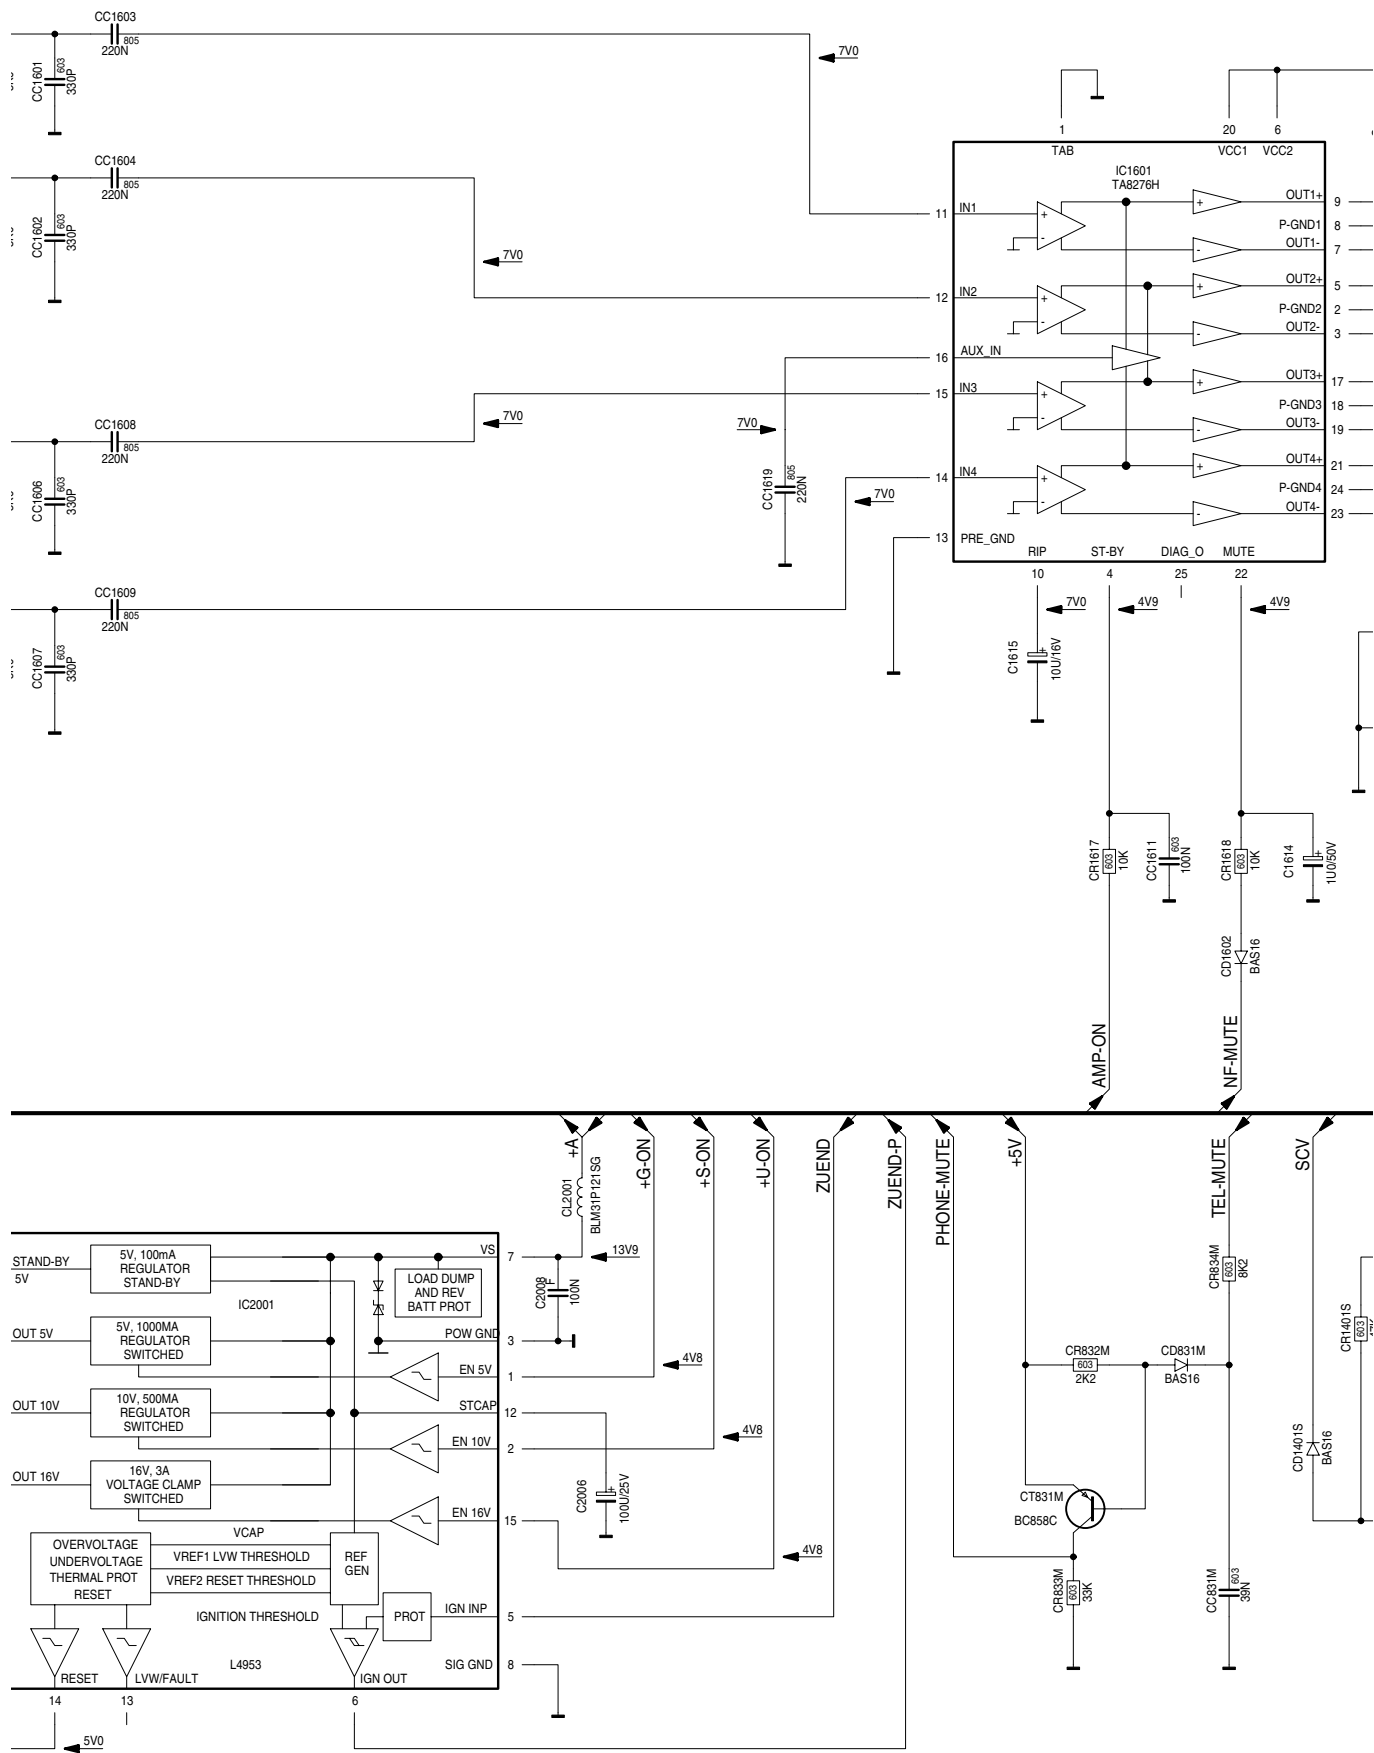 CC1603
805
220N
CC1601
603
330P
7V0
CC1604
805
220N
CC1602
603
330P
7V0
CC1608
805
220N
CC1606
603
330P
7V0
CC1609
805
220N
CC1607
603
330P
7V0
CC1619
805
220N
7V0
1
20
6
TAB
VCC1
VCC2
IC1601
TA8276H
11
IN1
12
IN2
16
AUX_IN
15
IN3
14
IN4
13
PRE_GND
+
-
+
-
+
-
+
-
+
-
+
-
+
-
+
-
OUT1+
9
P-GND1
8
OUT1-
7
OUT2+
5
P-GND2
2
OUT2-
3
OUT3+
17
P-GND3
18
OUT3-
19
OUT4+
21
P-GND4
24
OUT4-
23
RIP
ST-BY
DIAG_O
MUTE
10
4
25
22
7V0
4V9
4V9
C1615
+
10U/16V
CR1617
603
10K
CC1611
603
100N
CR1618
603
10K
C1614
+
1U0/50V
CD1602
BAS16
AMP-ON
NF-MUTE
+A
+G-ON
+S-ON
+U-ON
ZUEND
ZUEND-P
PHONE-MUTE
+5V
TEL-MUTE
SCV
CL2001
BLM31P121SG
13V9
C2008
F
100N
STAND-BY
5V
5V, 100mA
REGULATOR
STAND-BY
IC2001
LOAD DUMP
AND REV
BATT PROT
VS
7
POW GND
3
OUT 5V
5V, 1000MA
REGULATOR
SWITCHED
EN 5V
1
4V8
OUT 10V
10V, 500MA
REGULATOR
SWITCHED
STCAP
12
EN 10V
2
4V8
OUT 16V
16V, 3A
VOLTAGE CLAMP
SWITCHED
EN 16V
15
4V8
C2006
+
100U/25V
OVERVOLTAGE
UNDERVOLTAGE
THERMAL PROT
RESET
VCAP
VREF1 LVW THRESHOLD
VREF2 RESET THRESHOLD
REF
GEN
IGNITION THRESHOLD
PROT
IGN INP
5
L4953
SIG GND
8
RESET
LVW/FAULT
IGN OUT
14
13
6
5V0
CR834M
603
8K2
CR832M
603
2K2
CD831M
BAS16
CT831M
BC858C
CR833M
603
33K
CC831M
603
39N
CD1401S
BAS16
CR1401S
603